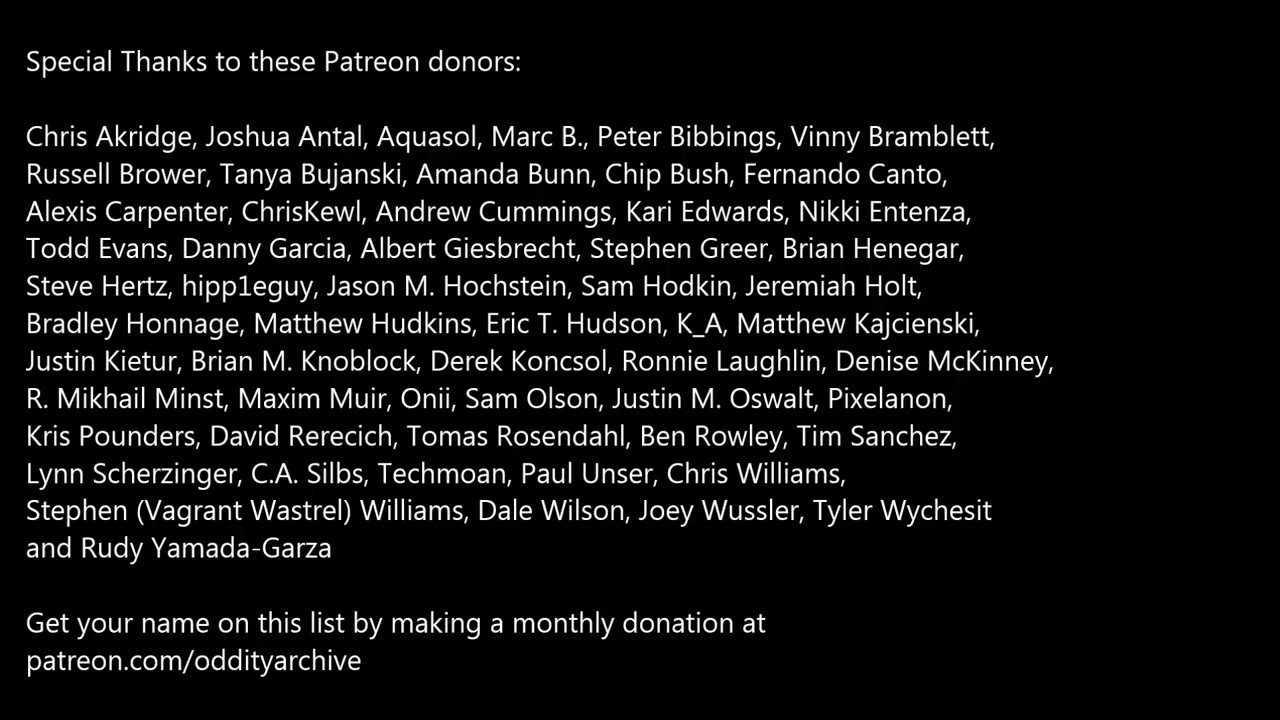 Special Thanks to these Patreon donors:
Chris Akridge, Joshua Antal, Aquasol, Marc B., Peter Bibbings, Vinny Bramblett,
Russell Brower, Tanya Bujanski, Amanda Bunn, Chip Bush, Fernando Canto,
Alexis Carpenter, ChrisKewl, Andrew Cummings, Kari Edwards, Nikki Entenza,
Todd Evans, Danny Garcia, Albert Giesbrecht, Stephen Greer, Brian Henegar,
Steve Hertz, hipp1eguy, Jason M. Hochstein, Sam Hodkin, Jeremiah Holt,
Bradley Honnage, Matthew Hudkins, Eric T. Hudson, K_A, Matthew Kajcienski,
Justin Kietur, Brian M. Knoblock, Derek Koncsol, Ronnie Laughlin, Denise McKinney,
R. Mikhail Minst, Maxim Muir, Onii, Sam Olson, Justin M. Oswalt, Pixelanon,
Kris Pounders, David Rerecich, Tomas Rosendahl, Ben Rowley, Tim Sanchez,
Lynn Scherzinger, C.A. Silbs, Techmoan, Paul Unser, Chris Williams,
Stephen (Vagrant Wastrel) Williams, Dale Wilson, Joey Wussler, Tyler Wychesit
and Rudy Yamada-Garza
Get your name on this list by making a monthly donation at
patreon.com/oddityarchive